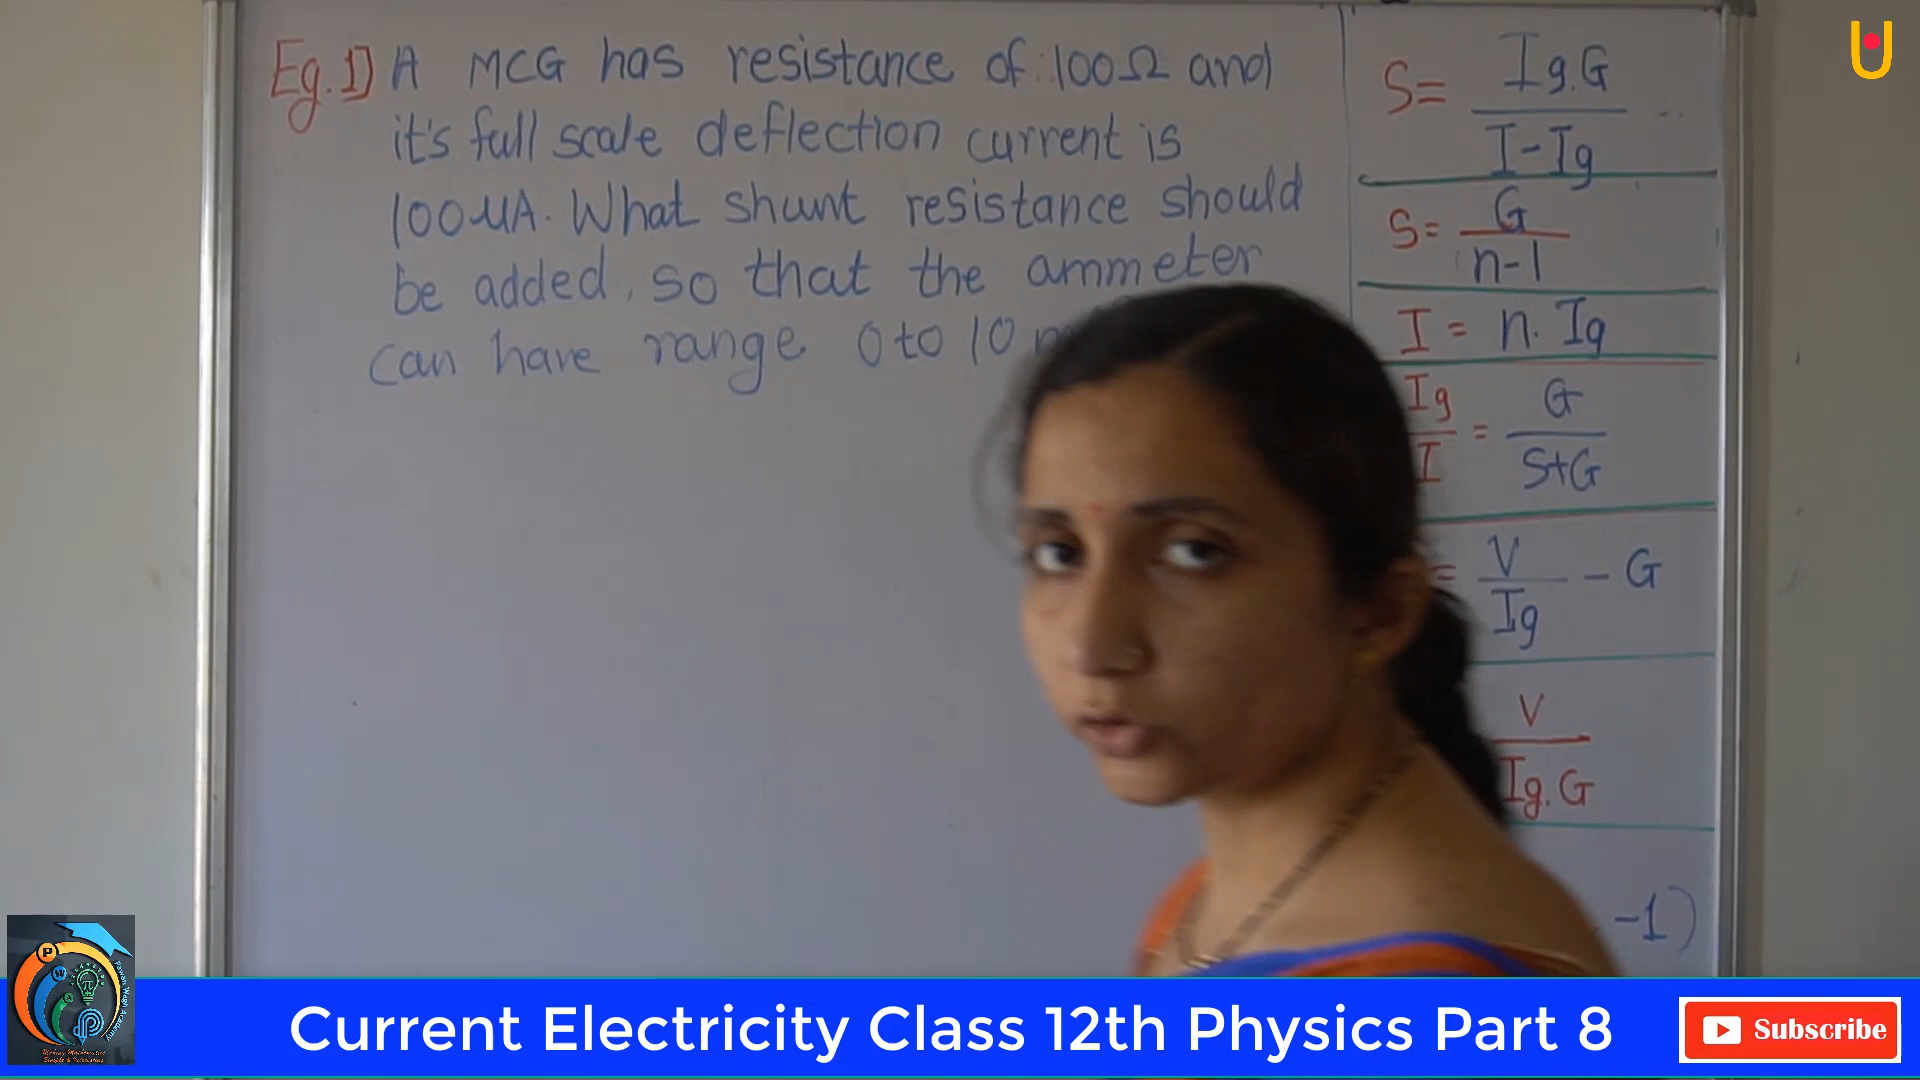 Eg.1) A MCG has resistance of 100Ω and
it's full scale deflection current is
100μA. What shunt resistance should
be added, so that the ammeter
can have range 0 to 10
S = Ig.G / I - Ig
S = G / n-1
I = n. Ig
Ig / I = G / S+G
= V / Ig - G
V / Ig.G
-1)
Current Electricity Class 12th Physics Part 8
Subscribe